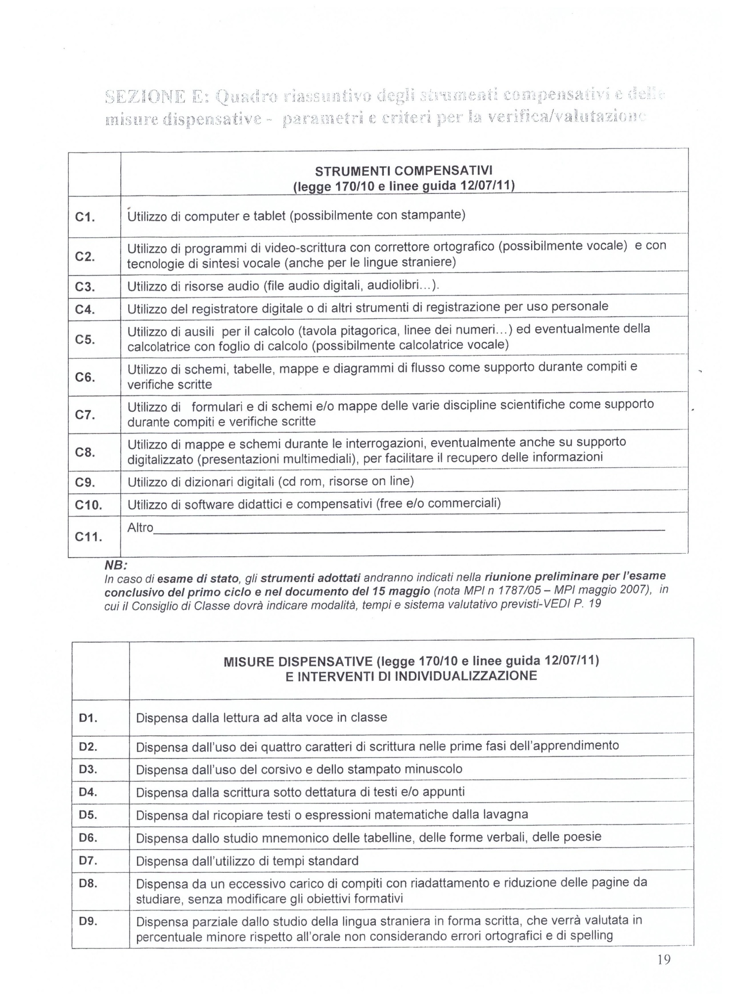 SEZIONE E: Quadro riassuntivo degli strumenti compensativi e delle
misure dispensative - parametri e criteri per la verifica/valutazione
STRUMENTI COMPENSATIVI
(legge 170/10 e linee guida 12/07/11)
C1. Utilizzo di computer e tablet (possibilmente con stampante)
C2. Utilizzo di programmi di video-scrittura con correttore ortografico (possibilmente vocale) e con
tecnologie di sintesi vocale (anche per le lingue straniere)
C3. Utilizzo di risorse audio (file audio digitali, audiolibri...).
C4. Utilizzo del registratore digitale o di altri strumenti di registrazione per uso personale
C5. Utilizzo di ausili per il calcolo (tavola pitagorica, linee dei numeri...) ed eventualmente della
calcolatrice con foglio di calcolo (possibilmente calcolatrice vocale)
C6. Utilizzo di schemi, tabelle, mappe e diagrammi di flusso come supporto durante compiti e
verifiche scritte
C7. Utilizzo di formulari e di schemi e/o mappe delle varie discipline scientifiche come supporto
durante compiti e verifiche scritte
C8. Utilizzo di mappe e schemi durante le interrogazioni, eventualmente anche su supporto
digitalizzato (presentazioni multimediali), per facilitare il recupero delle informazioni
C9. Utilizzo di dizionari digitali (cd rom, risorse on line)
C10. Utilizzo di software didattici e compensativi (free e/o commerciali)
C11. Altro
NB:
In caso di esame di stato, gli strumenti adottati andranno indicati nella riunione preliminare per l'esame
conclusivo del primo ciclo e nel documento del 15 maggio (nota MPI n 1787/05 – MPI maggio 2007), in
cui il Consiglio di Classe dovrà indicare modalità, tempi e sistema valutativo previsti-VEDI P. 19
MISURE DISPENSATIVE (legge 170/10 e linee guida 12/07/11)
E INTERVENTI DI INDIVIDUALIZZAZIONE
D1. Dispensa dalla lettura ad alta voce in classe
D2. Dispensa dall'uso dei quattro caratteri di scrittura nelle prime fasi dell'apprendimento
D3. Dispensa dall'uso del corsivo e dello stampato minuscolo
D4. Dispensa dalla scrittura sotto dettatura di testi e/o appunti
D5. Dispensa dal ricopiare testi o espressioni matematiche dalla lavagna
D6. Dispensa dallo studio mnemonico delle tabelline, delle forme verbali, delle poesie
D7. Dispensa dall'utilizzo di tempi standard
D8. Dispensa da un eccessivo carico di compiti con riadattamento e riduzione delle pagine da
studiare, senza modificare gli obiettivi formativi
D9. Dispensa parziale dallo studio della lingua straniera in forma scritta, che verrà valutata in
percentuale minore rispetto all'orale non considerando errori ortografici e di spelling
19